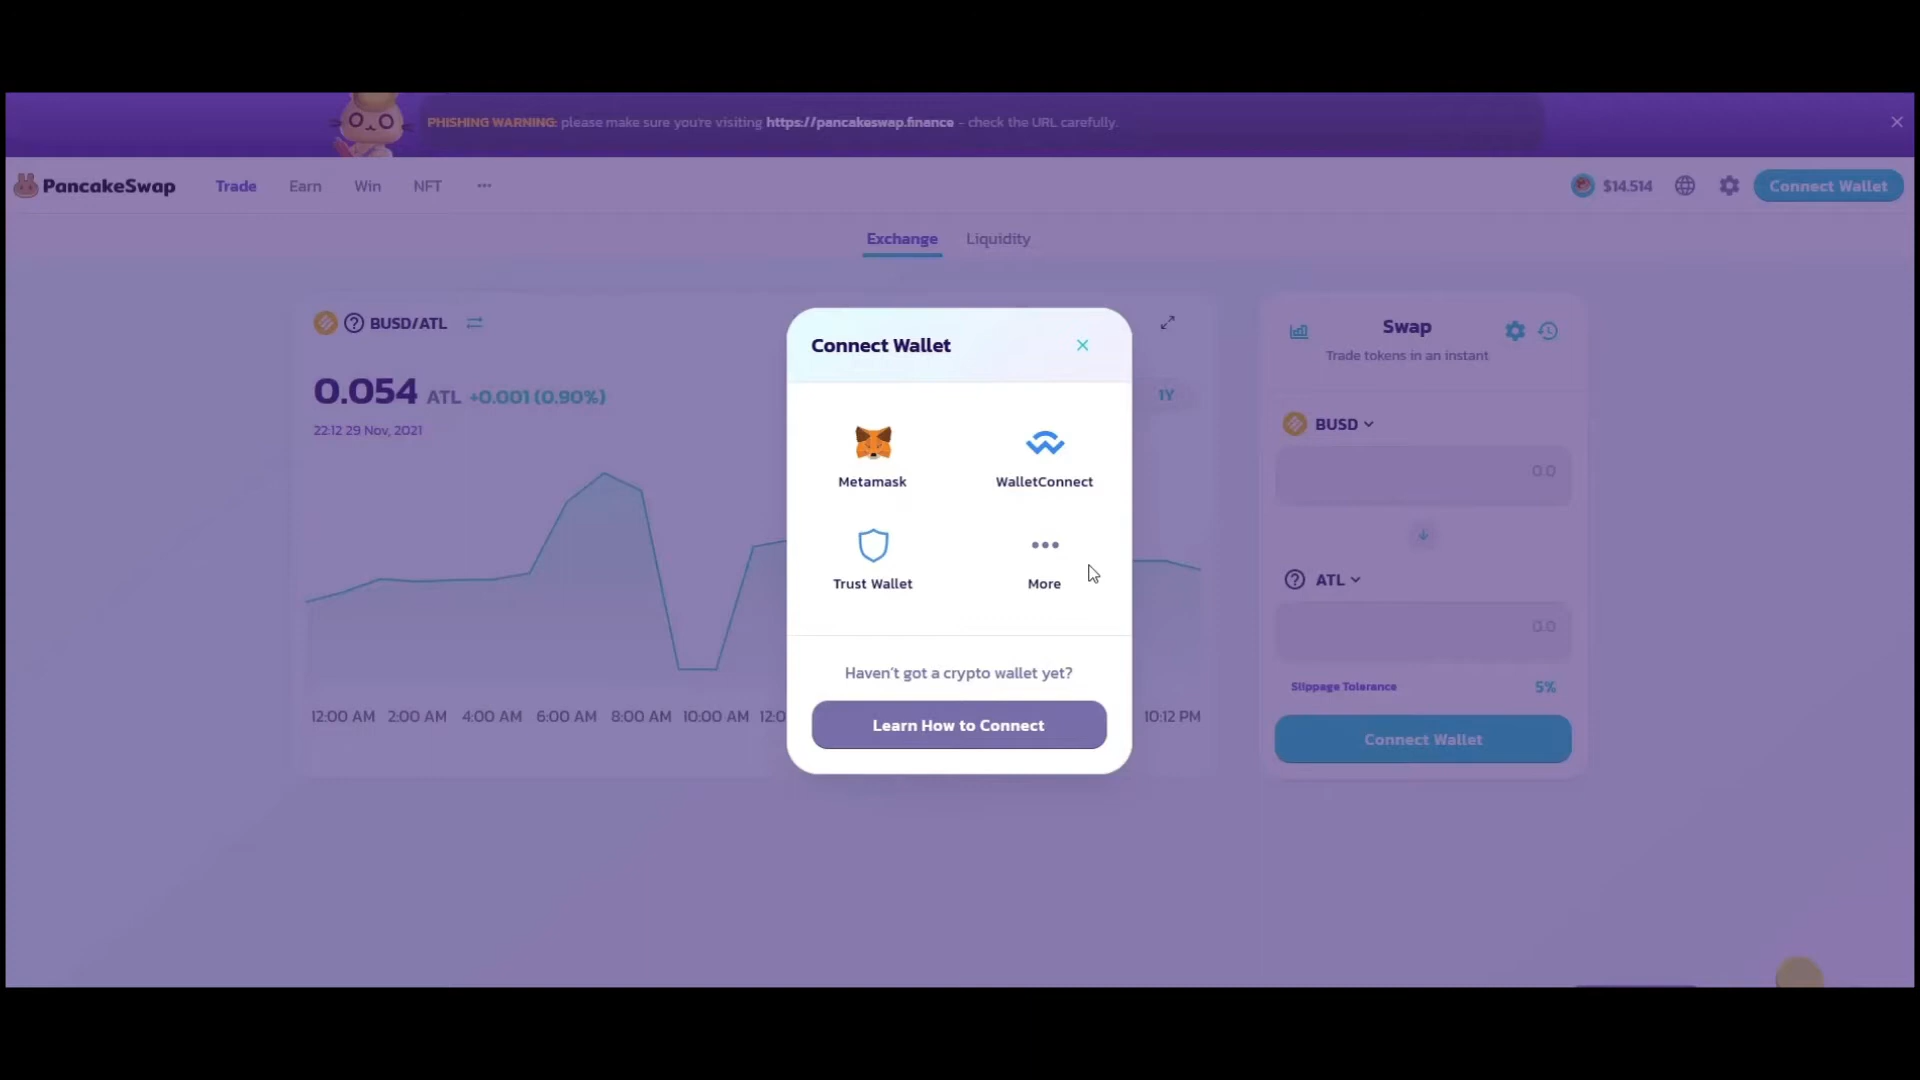 PHISHING WARNING: please make sure you're visiting https://pancakeswap.finance - check the URL carefully.
PancakeSwap Trade Earn Win NFT $14.514 Connect Wallet
Exchange Liquidity
BUSD/ATL
0.054 ATL +0.001 (0.90%)
22:12 29 Nov, 2021
1Y
12:00 AM 2:00 AM 4:00 AM 6:00 AM 8:00 AM 10:00 AM 12:0
10:12 PM
Connect Wallet
Metamask WalletConnect
Trust Wallet More
Haven't got a crypto wallet yet?
Learn How to Connect
Swap
Trade tokens in an instant
BUSD
0.0
ATL
0.0
Slippage Tolerance 5%
Connect Wallet